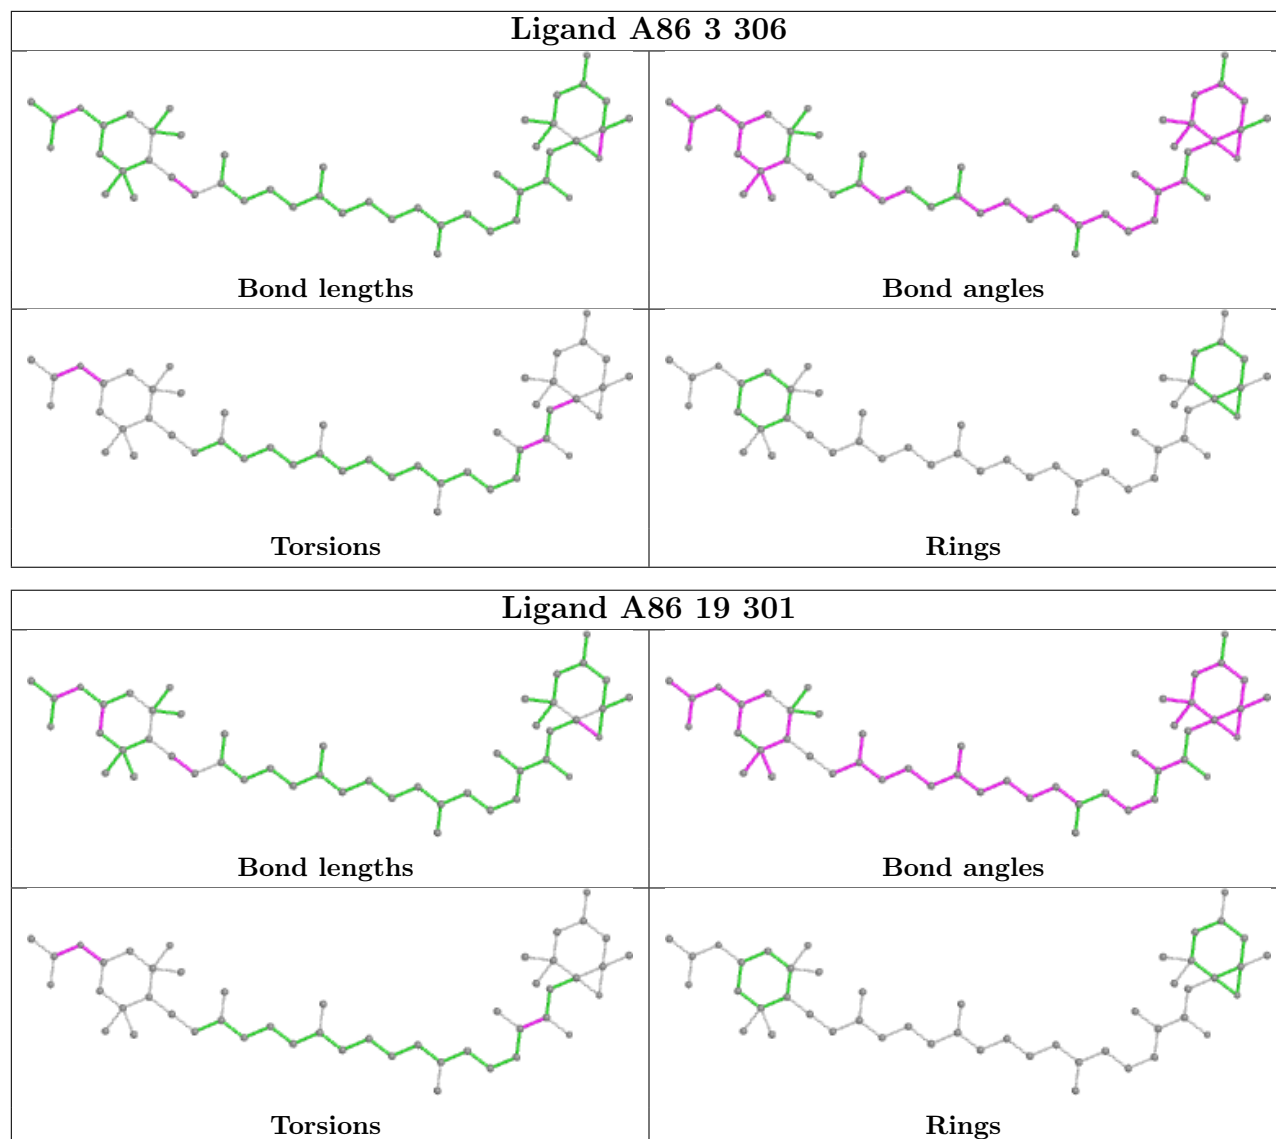 Ligand A86 3 306
Bond lengths
Bond angles
Torsions
Rings
Ligand A86 19 301
Bond lengths
Bond angles
Torsions
Rings